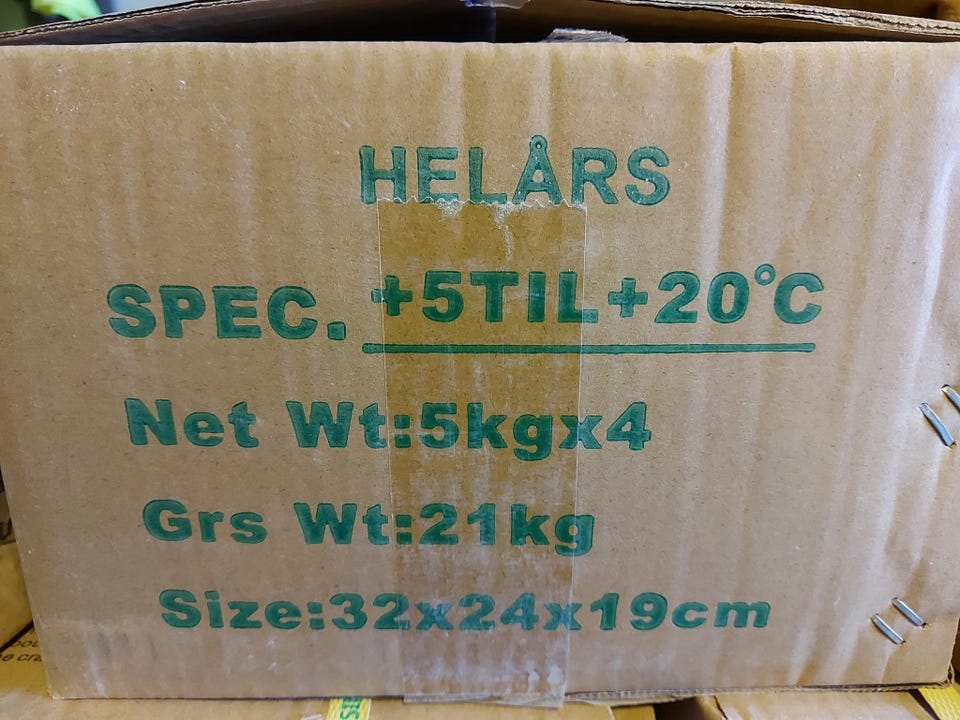 HELÅRS
SPEC. +5TIL+20°C
Net Wt:5kgx4
Grs Wt:21kg
Size:32x24x19cm